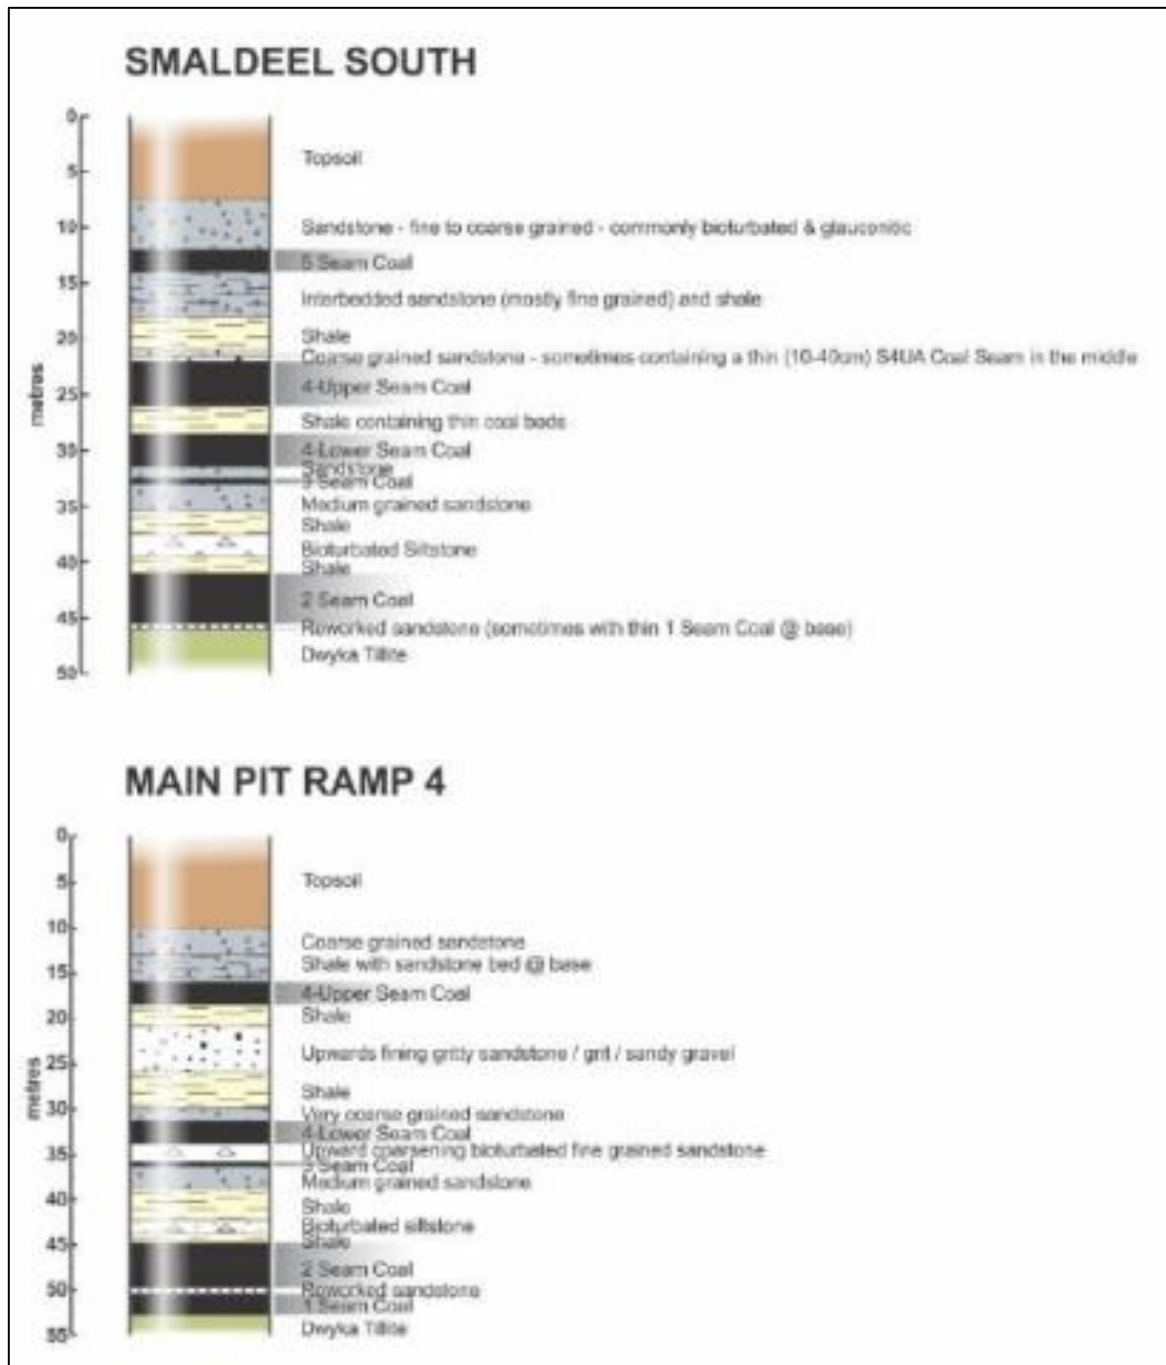 SMALDEEL SOUTH
0
5
10
15
20
25
30
35
40
45
50
metres
Topsoil
Sandstone - fine to coarse grained - commonly bioturbated & glauconitic
5 Seam Coal
Interbedded sandstone (mostly fine grained) and shale
Shale
Coarse grained sandstone - sometimes containing a thin (10-40cm) S4UA Coal Seam in the middle
4-Upper Seam Coal
Shale containing thin coal beds
4-Lower Seam Coal
Sandstone
3 Seam Coal
Medium grained sandstone
Shale
Bioturbated Siltstone
Shale
2 Seam Coal
Reworked sandstone (sometimes with thin 1 Seam Coal @ base)
Dwyka Tillite
MAIN PIT RAMP 4
0
5
10
15
20
25
30
35
40
45
50
55
metres
Topsoil
Coarse grained sandstone
Shale with sandstone bed @ base
4-Upper Seam Coal
Shale
Upwards fining gritty sandstone / grit / sandy gravel
Shale
Very coarse grained sandstone
4-Lower Seam Coal
Upward coarsening bioturbated fine grained sandstone
3 Seam Coal
Medium grained sandstone
Shale
Bioturbated siltstone
Shale
2 Seam Coal
Reworked sandstone
1 Seam Coal
Dwyka Tillite